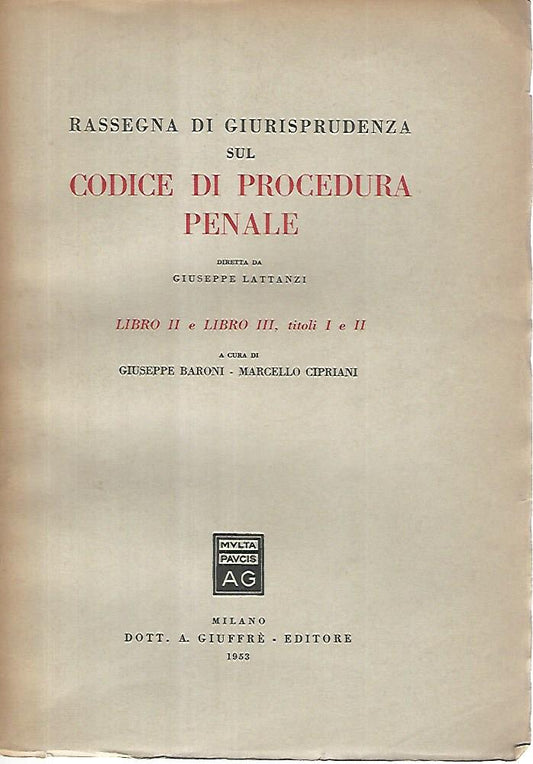 RASSEGNA DI GIURISPRUDENZA
SUL
CODICE DI PROCEDURA
PENALE
DIRETTA DA
GIUSEPPE LATTANZI
LIBRO II e LIBRO III, titoli I e II
A CURA DI
GIUSEPPE BARONI - MARCELLO CIPRIANI
MVLTA
PAVCIS
AG
MILANO
DOTT. A. GIUFFRÈ - EDITORE
1953